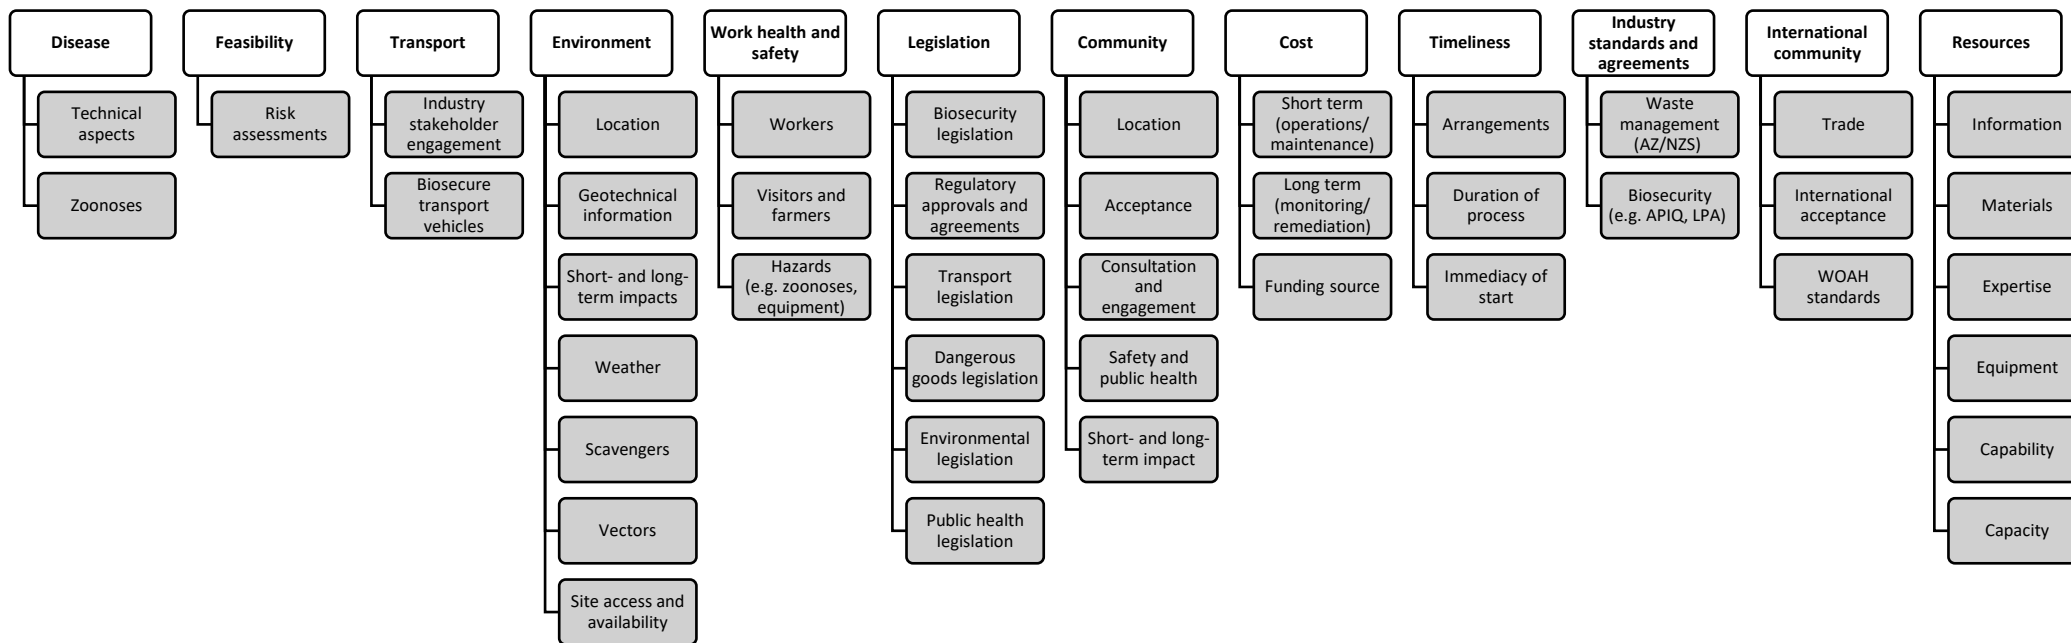 Disease
Technical
aspects
Zoonoses
Feasibility
Risk
assessments
Transport
Industry
stakeholder
engagement
Biosecure
transport
vehicles
Environment
Location
Geotechnical
information
Short- and long-
term impacts
Weather
Scavengers
Vectors
Site access and
availability
Work health and
safety
Workers
Visitors and
farmers
Hazards
(e.g. zoonoses,
equipment)
Legislation
Biosecurity
legislation
Regulatory
approvals and
agreements
Transport
legislation
Dangerous
goods legislation
Environmental
legislation
Public health
legislation
Community
Location
Acceptance
Consultation
and
engagement
Safety and
public health
Short- and long-
term impact
Cost
Short term
(operations/
maintenance)
Long term
(monitoring/
remediation)
Funding source
Timeliness
Arrangements
Duration of
process
Immediacy of
start
Industry
standards and
agreements
Waste
management
(AZ/NZS)
Biosecurity
(e.g. APIQ, LPA)
International
community
Trade
International
acceptance
WOAH
standards
Resources
Information
Materials
Expertise
Equipment
Capability
Capacity